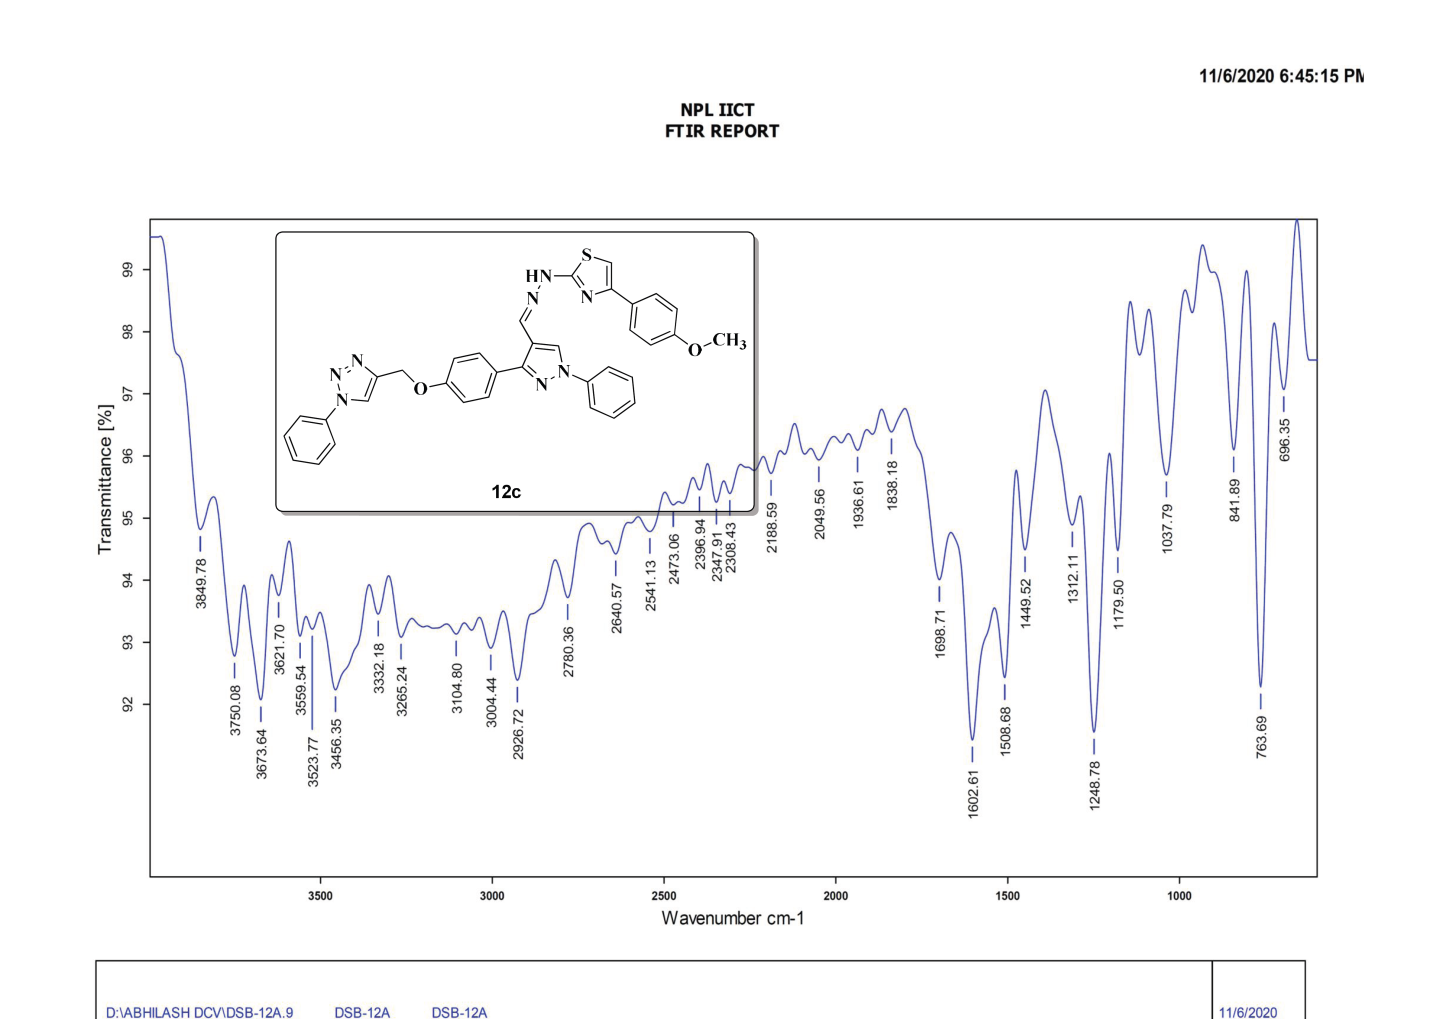 11/6/2020 6:45:15 PM
NPL IICT
FTIR REPORT
S
HN
N
N
CH3
O
N
N
N
O
N
N
12c
Transmittance [%]
99
98
97
96
95
94
93
92
3849.78
3750.08
3673.64
3621.70
3559.54
3523.77
3456.35
3332.18
3265.24
3104.80
3004.44
2926.72
2780.36
2640.57
2541.13
2473.06
2396.94
2347.91
2308.43
2188.59
2049.56
1936.61
1838.18
1698.71
1602.61
1508.68
1449.52
1312.11
1248.78
1179.50
1037.79
841.89
763.69
696.35
3500
3000
2500
2000
1500
1000
Wavenumber cm-1
D:\ABHILASH DCV\DSB-12A.9
DSB-12A
DSB-12A
11/6/2020